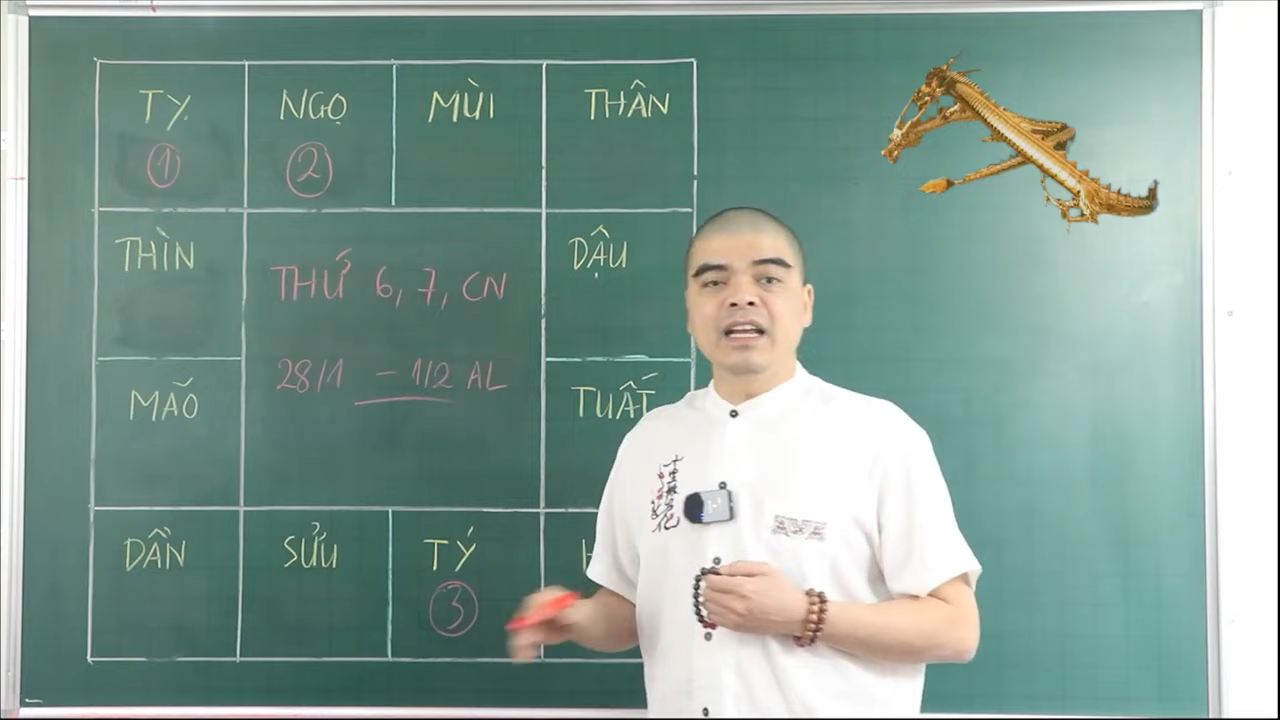 TỴ NGỌ MÙI THÂN
① ②
THÌN DẬU
THỨ 6, 7, CN
28/1 - 1/2 AL
MÃO TUẤT
DẦN SỬU TÝ H
③